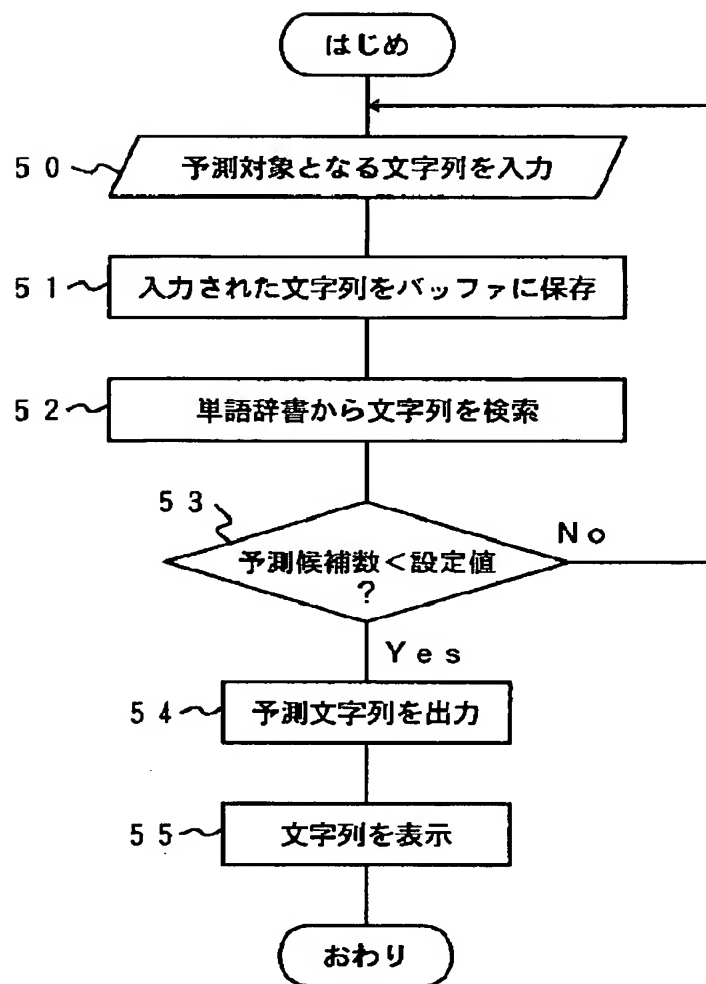 はじめ
50
予測対象となる文字列を入力
51
入力された文字列をバッファに保存
52
単語辞書から文字列を検索
53
予測候補数<設定値
?
No
Yes
54
予測文字列を出力
55
文字列を表示
おわり